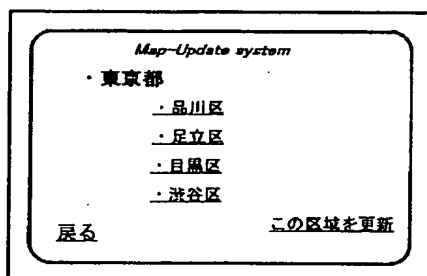 Map-Update system
・東京都
・品川区
・足立区
・目黒区
・渋谷区
戻る
この区域を更新